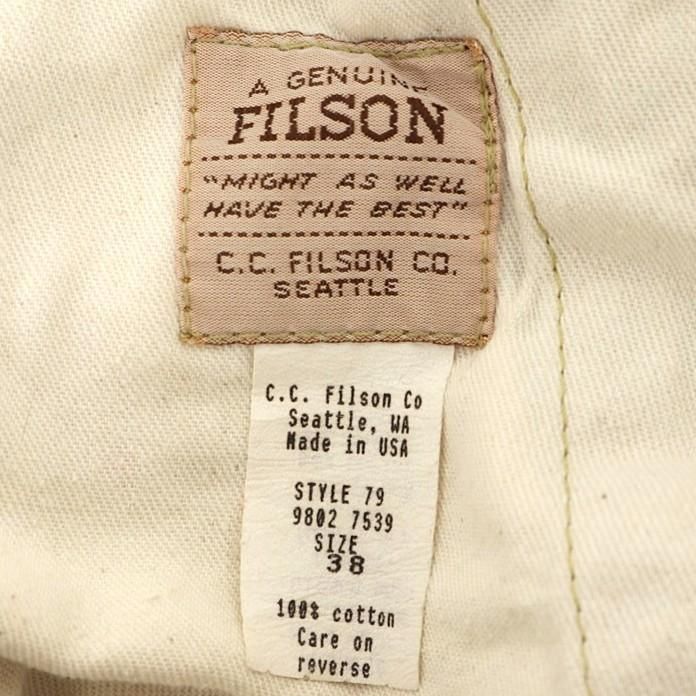 A GENUINE
FILSON
"MIGHT AS WELL
HAVE THE BEST"
C.C. FILSON CO.
SEATTLE
C.C. Filson Co
Seattle, WA
Made in USA
STYLE 79
9802 7539
SIZE
38
100% cotton
Care on
reverse